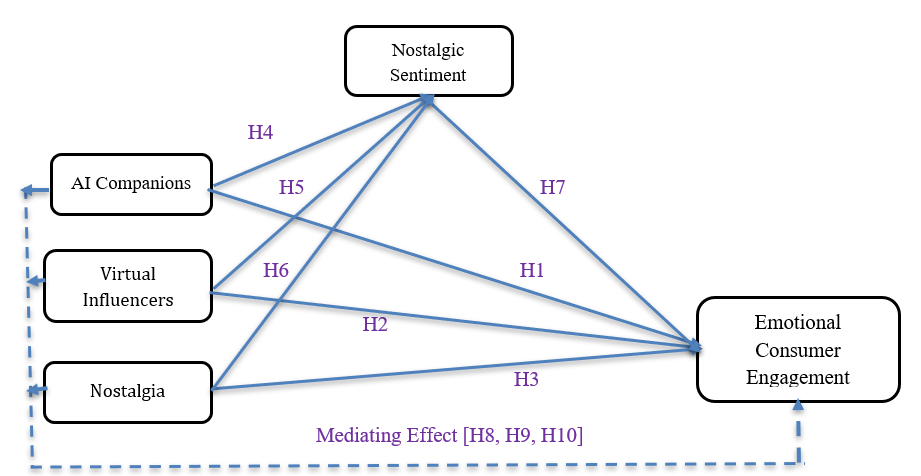 Nostalgic
Sentiment
H4
AI Companions
H5
H7
Virtual
Influencers
H6
H1
H2
Emotional
Consumer
Engagement
Nostalgia
H3
Mediating Effect [H8, H9, H10]